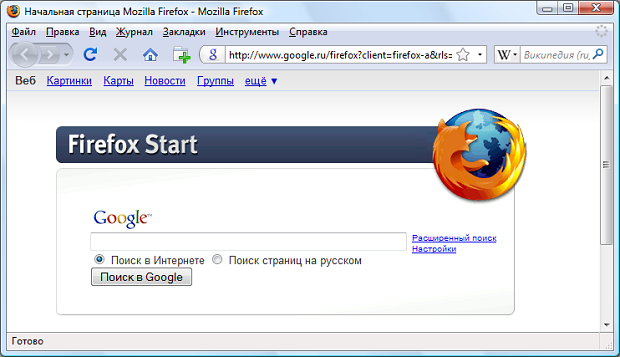 Начальная страница Mozilla Firefox - Mozilla Firefox
Файл Правка Вид Журнал Закладки Инструменты Справка
g http://www.google.ru/firefox?client=firefox-a&rls= W Википедия (ru,
Веб Картинки Карты Новости Группы ещё ▼
Firefox Start
Google™
Расширенный поиск
Настройки
Поиск в Интернете Поиск страниц на русском
Поиск в Google
Готово